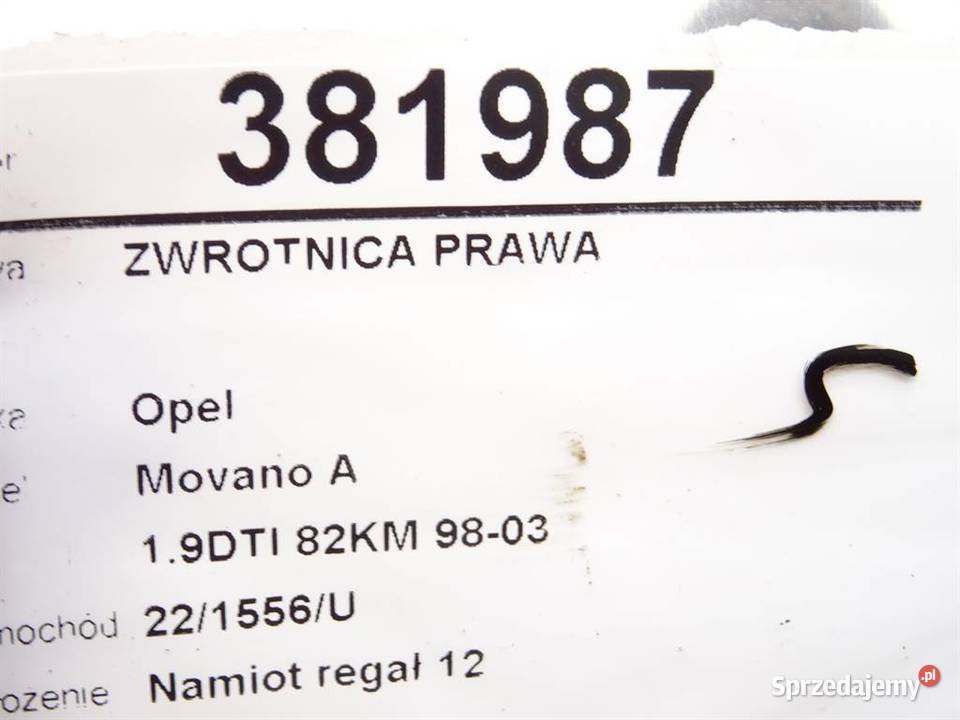 381987
ZWROTNICA PRAWA
Opel
Movano A
1.9DTI 82KM 98-03
22/1556/U
Namiot regał 12
Sprzedajemy.pl